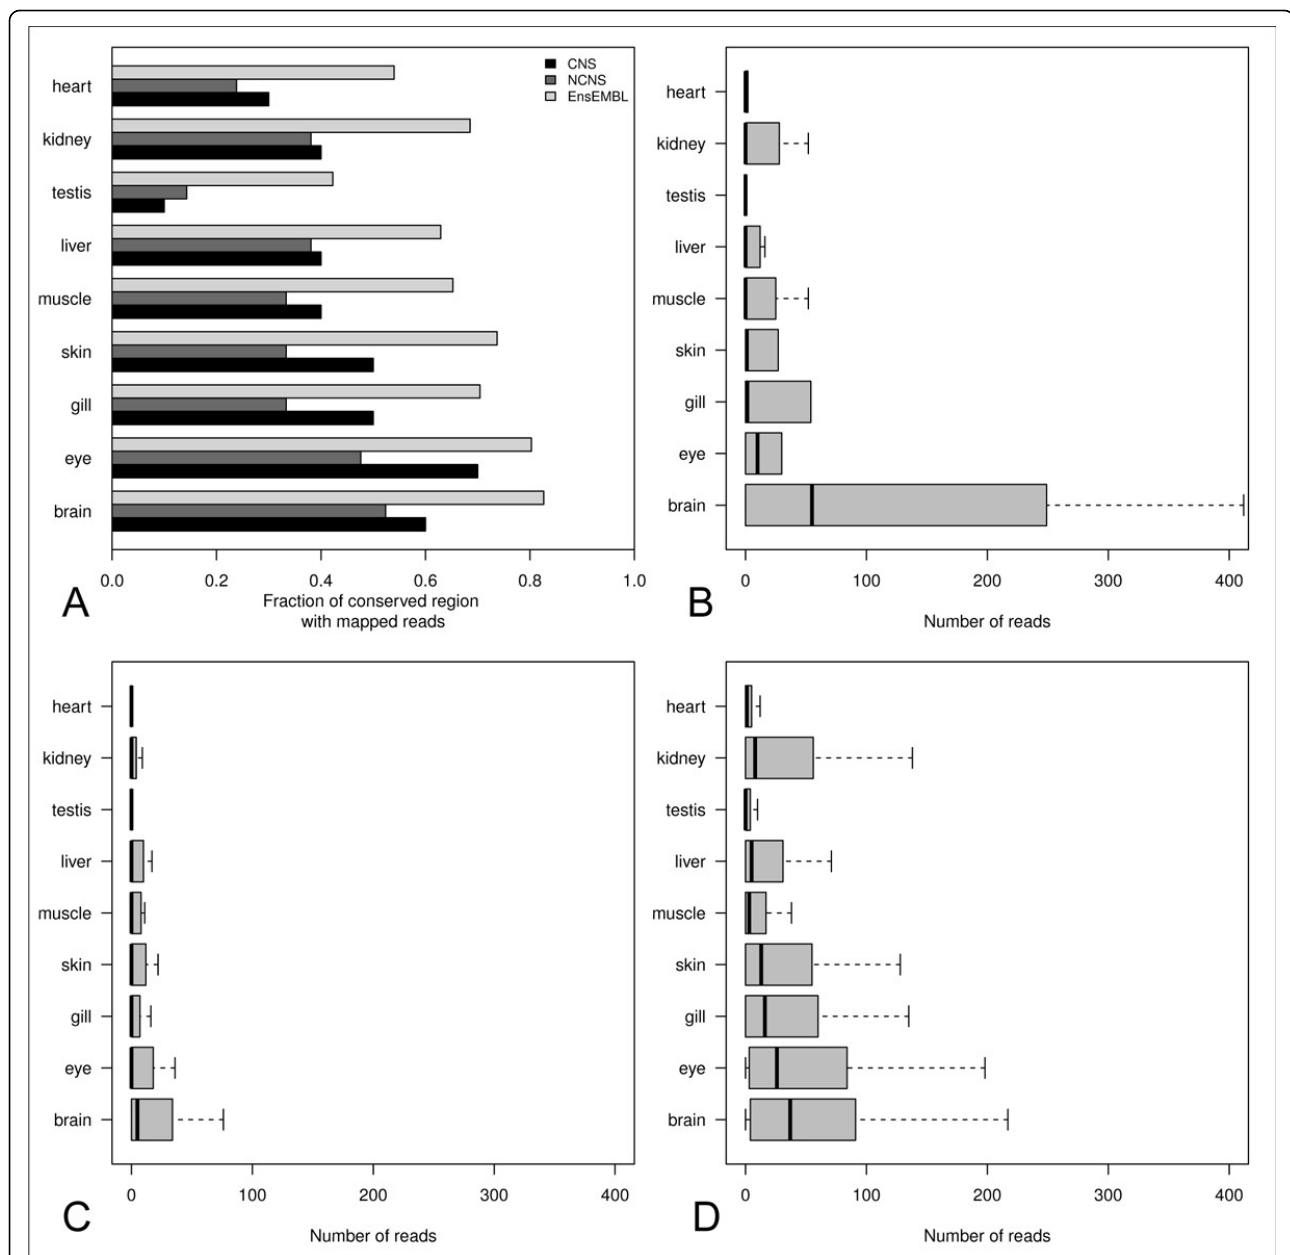 CNS
NCNS
EnsEMBL
heart
kidney
testis
liver
muscle
skin
gill
eye
brain
0.0 0.2 0.4 0.6 0.8 1.0
Fraction of conserved region
with mapped reads
A
heart
kidney
testis
liver
muscle
skin
gill
eye
brain
0 100 200 300 400
Number of reads
B
heart
kidney
testis
liver
muscle
skin
gill
eye
brain
0 100 200 300 400
Number of reads
C
heart
kidney
testis
liver
muscle
skin
gill
eye
brain
0 100 200 300 400
Number of reads
D